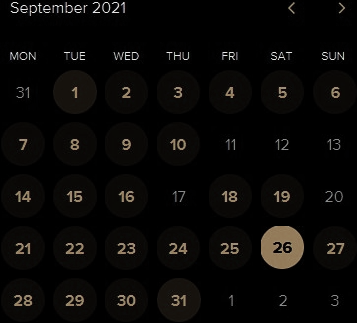 September 2021
MON TUE WED THU FRI SAT SUN
31 1 2 3 4 5 6
7 8 9 10 11 12 13
14 15 16 17 18 19 20
21 22 23 24 25 26 27
28 29 30 31 1 2 3